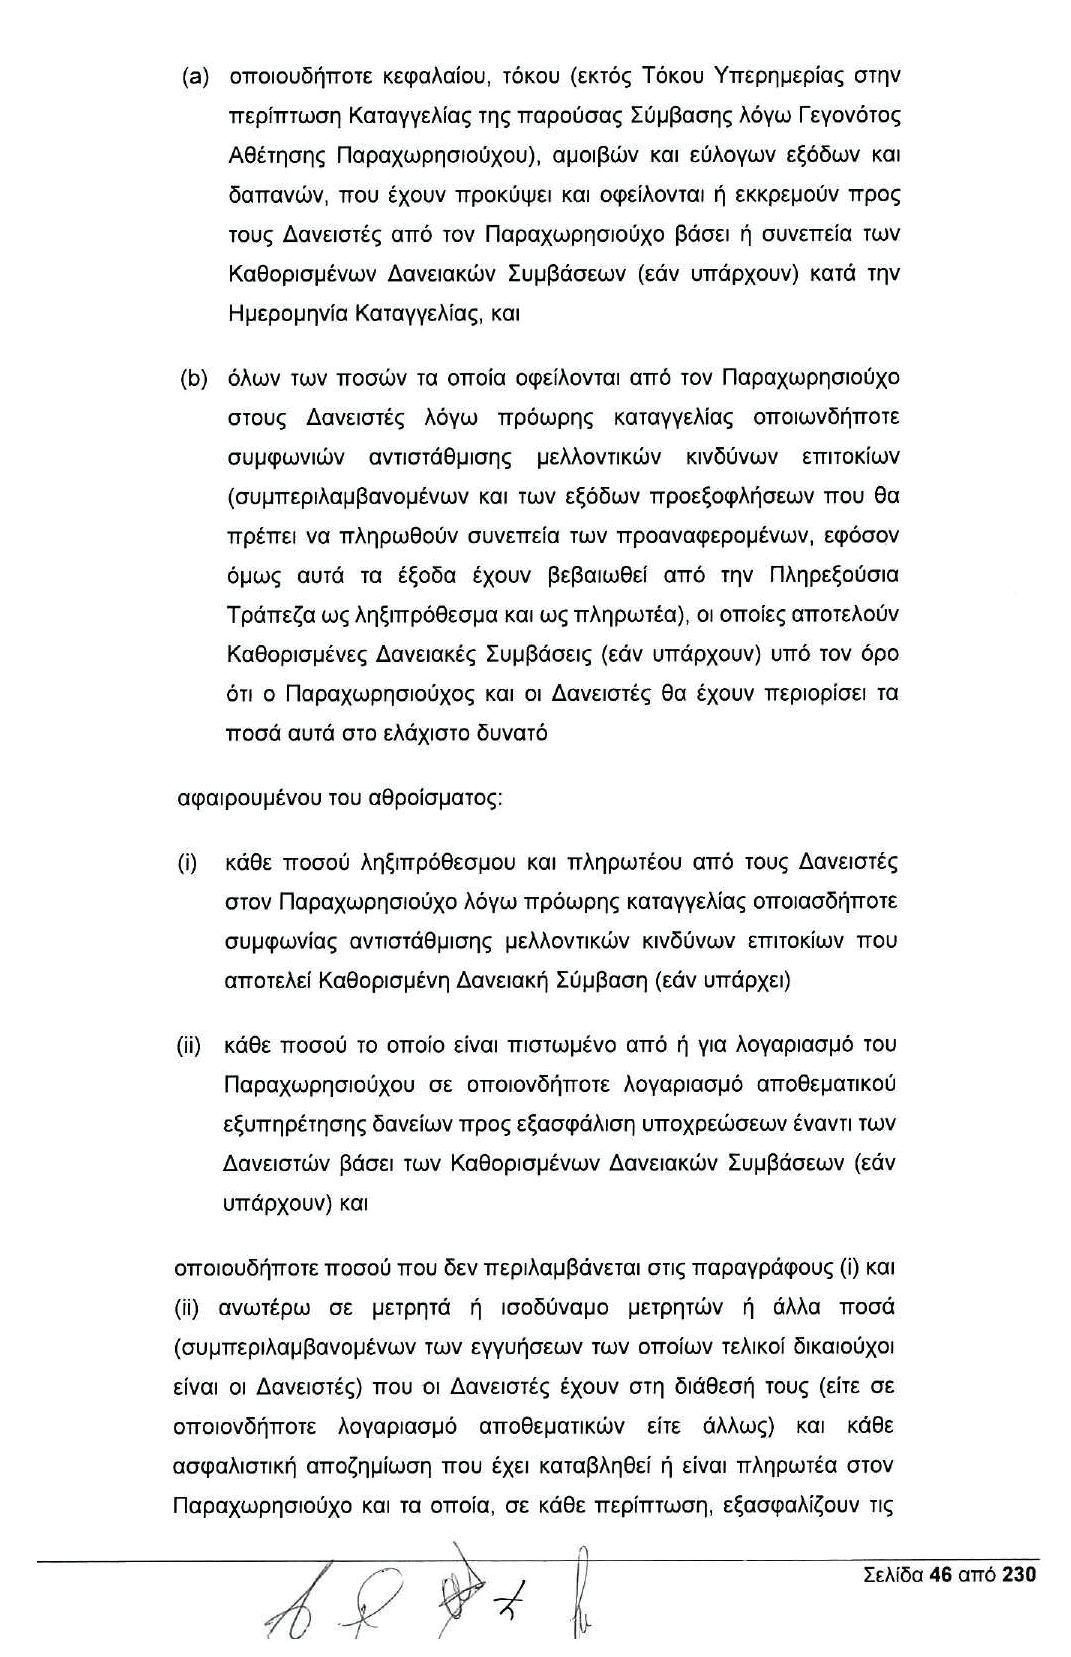 (a) οποιουδήποτε κεφαλαίου, τόκου (εκτός Τόκου Υπερημερίας στην
περίπτωση Καταγγελίας της παρούσας Σύμβασης λόγω Γεγονότος
Αθέτησης Παραχωρησιούχου), αμοιβών και εύλογων εξόδων και
δαπανών, που έχουν προκύψει και οφείλονται ή εκκρεμούν προς
τους Δανειστές από τον Παραχωρησιούχο βάσει ή συνεπεία των
Καθορισμένων Δανειακών Συμβάσεων (εάν υπάρχουν) κατά την
Ημερομηνία Καταγγελίας, και
(b) όλων των ποσών τα οποία οφείλονται από τον Παραχωρησιούχο
στους Δανειστές λόγω πρόωρης καταγγελίας οποιωνδήποτε
συμφωνιών αντιστάθμισης μελλοντικών κινδύνων επιτοκίων
(συμπεριλαμβανομένων και των εξόδων προεξοφλήσεων που θα
πρέπει να πληρωθούν συνεπεία των προαναφερομένων, εφόσον
όμως αυτά τα έξοδα έχουν βεβαιωθεί από την Πληρεξούσια
Τράπεζα ως ληξιπρόθεσμα και ως πληρωτέα), οι οποίες αποτελούν
Καθορισμένες Δανειακές Συμβάσεις (εάν υπάρχουν) υπό τον όρο
ότι ο Παραχωρησιούχος και οι Δανειστές θα έχουν περιορίσει τα
ποσά αυτά στο ελάχιστο δυνατό
αφαιρουμένου του αθροίσματος:
(i) κάθε ποσού ληξιπρόθεσμου και πληρωτέου από τους Δανειστές
στον Παραχωρησιούχο λόγω πρόωρης καταγγελίας οποιασδήποτε
συμφωνίας αντιστάθμισης μελλοντικών κινδύνων επιτοκίων που
αποτελεί Καθορισμένη Δανειακή Σύμβαση (εάν υπάρχει)
(ii) κάθε ποσού το οποίο είναι πιστωμένο από ή για λογαριασμό του
Παραχωρησιούχου σε οποιονδήποτε λογαριασμό αποθεματικού
εξυπηρέτησης δανείων προς εξασφάλιση υποχρεώσεων έναντι των
Δανειστών βάσει των Καθορισμένων Δανειακών Συμβάσεων (εάν
υπάρχουν) και
οποιουδήποτε ποσού που δεν περιλαμβάνεται στις παραγράφους (i) και
(ii) ανωτέρω σε μετρητά ή ισοδύναμο μετρητών ή άλλα ποσά
(συμπεριλαμβανομένων των εγγυήσεων των οποίων τελικοί δικαιούχοι
είναι οι Δανειστές) που οι Δανειστές έχουν στη διάθεσή τους (είτε σε
οποιονδήποτε λογαριασμό αποθεματικών είτε άλλως) και κάθε
ασφαλιστική αποζημίωση που έχει καταβληθεί ή είναι πληρωτέα στον
Παραχωρησιούχο και τα οποία, σε κάθε περίπτωση, εξασφαλίζουν τις
Σελίδα 46 από 230